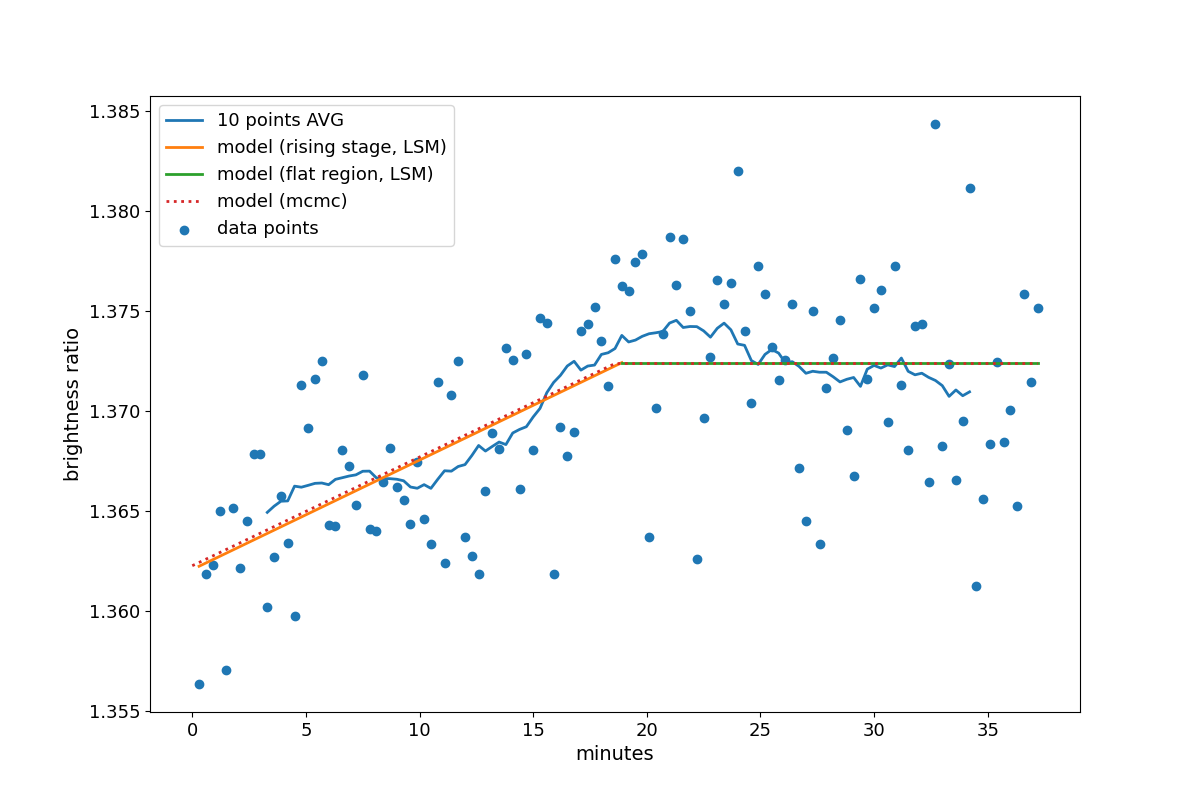 1.385
1.380
1.375
1.370
1.365
1.360
1.355
brightness ratio
10 points AVG
model (rising stage, LSM)
model (flat region, LSM)
model (mcmc)
data points
0 5 10 15 20 25 30 35
minutes